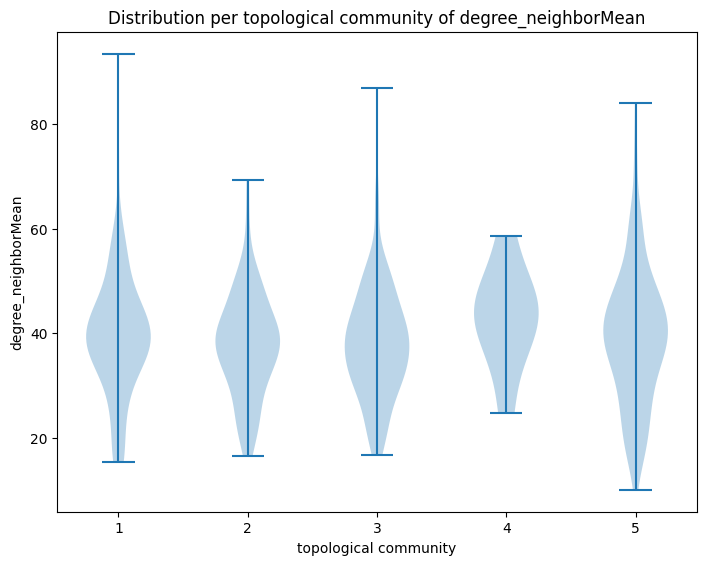 Distribution per topological community of degree_neighborMean
degree_neighborMean
80
60
40
20
1 2 3 4 5
topological community